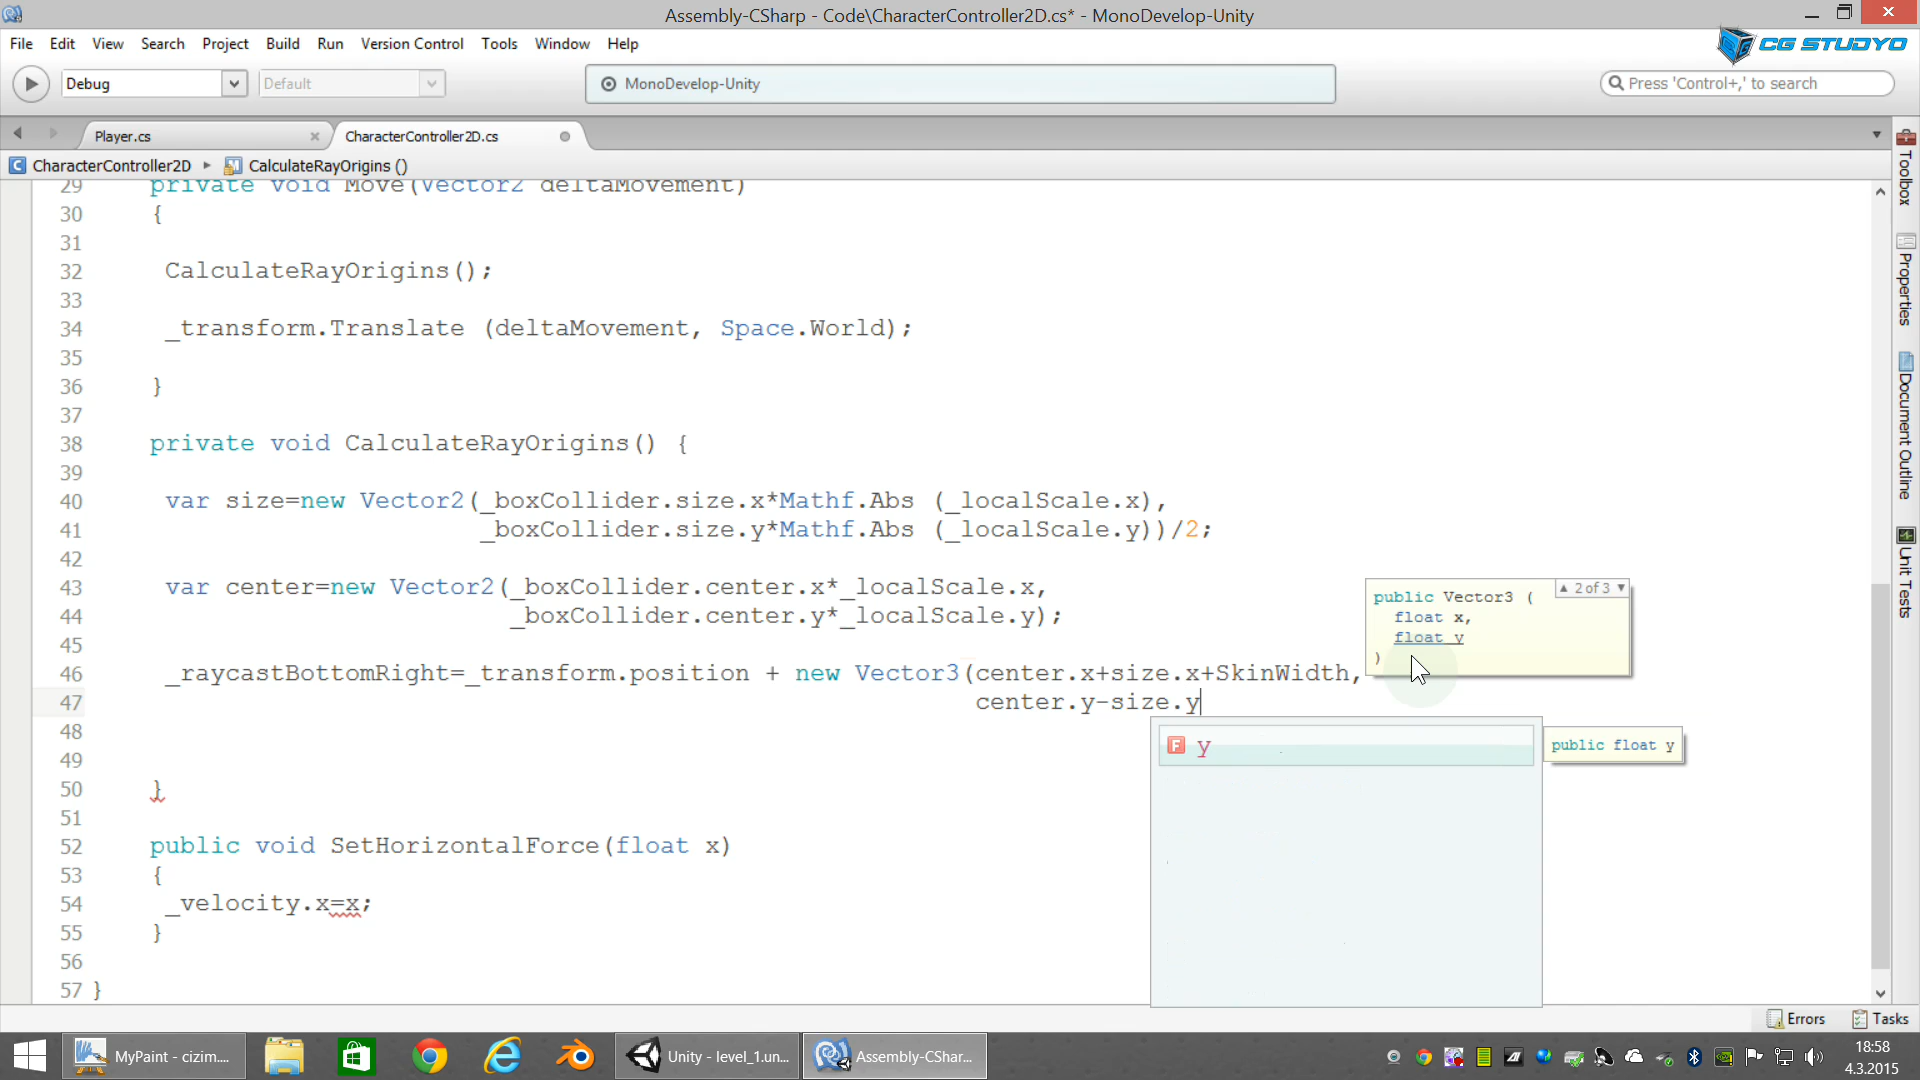 Assembly-CSharp - Code\CharacterController2D.cs* - MonoDevelop-Unity
File Edit View Search Project Build Run Version Control Tools Window Help
CG STUDYO
Debug Default MonoDevelop-Unity Press 'Control+,' to search
Player.cs CharacterController2D.cs
CharacterController2D CalculateRayOrigins ()
29 private void Move(Vector2 deltaMovement)
30 {
31
32 CalculateRayOrigins();
33
34 _transform.Translate (deltaMovement, Space.World);
35
36 }
37
38 private void CalculateRayOrigins() {
39
40 var size=new Vector2(_boxCollider.size.x*Mathf.Abs (_localScale.x),
41 _boxCollider.size.y*Mathf.Abs (_localScale.y))/2;
42
43 var center=new Vector2(_boxCollider.center.x*_localScale.x,
44 _boxCollider.center.y*_localScale.y);
45
46 _raycastBottomRight=_transform.position + new Vector3(center.x+size.x+SkinWidth,
47 center.y-size.y
48
49
50 }
51
52 public void SetHorizontalForce(float x)
53 {
54 _velocity.x=x;
55 }
56
57 }
2 of 3
public Vector3 (
float x,
float y
)
y
public float y
Toolbox
Properties
Document Outline
Unit Tests
Errors Tasks
MyPaint - cizim....
Unity - level_1.un...
Assembly-CShar...
18:58
4.3.2015